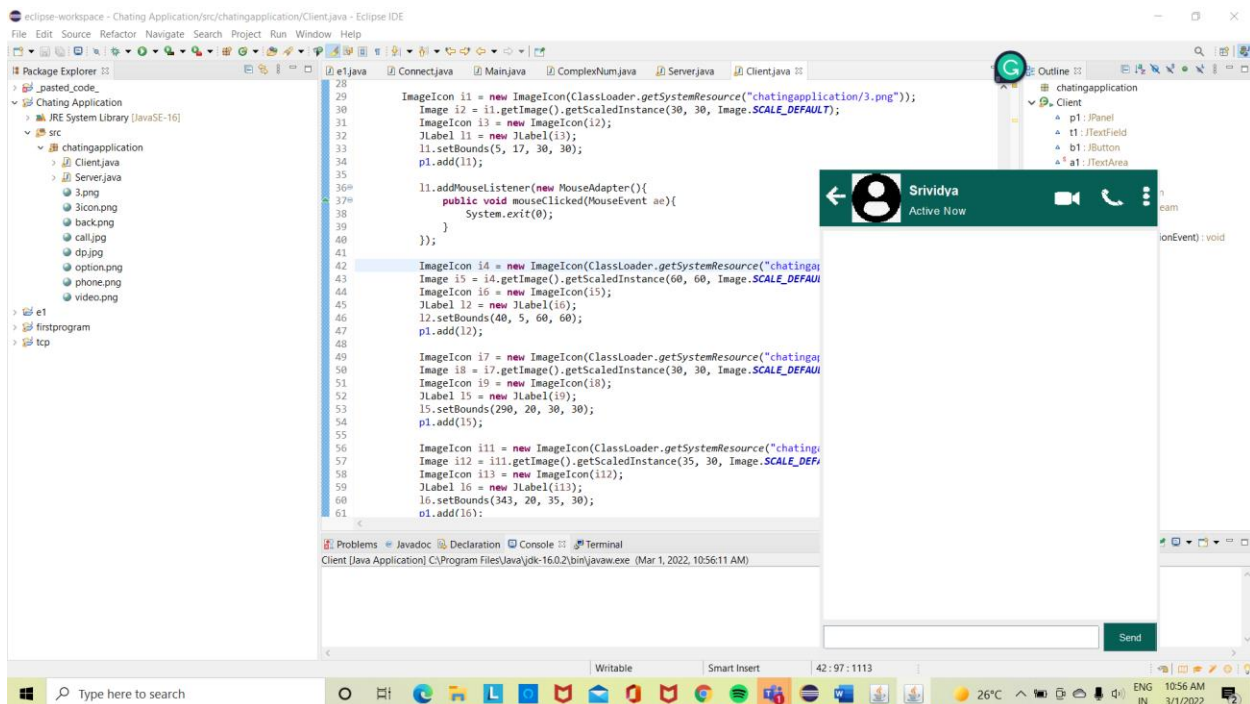 eclipse-workspace - Chating Application/src/chatingapplication/Client.java - Eclipse IDE
File Edit Source Refactor Navigate Search Project Run Window Help
Package Explorer
_pasted_code_
Chating Application
JRE System Library [JavaSE-16]
src
chatingapplication
Client.java
Server.java
3.png
3icon.png
back.png
call.jpg
dp.jpg
option.png
phone.png
video.png
e1
firstprogram
tcp
e1.java Connect.java Main.java ComplexNum.java Server.java Client.java
28
29 ImageIcon i1 = new ImageIcon(ClassLoader.getSystemResource("chatingapplication/3.png"));
30 Image i2 = i1.getImage().getScaledInstance(30, 30, Image.SCALE_DEFAULT);
31 ImageIcon i3 = new ImageIcon(i2);
32 JLabel l1 = new JLabel(i3);
33 l1.setBounds(5, 17, 30, 30);
34 p1.add(l1);
35
36 l1.addMouseListener(new MouseAdapter(){
37 public void mouseClicked(MouseEvent ae){
38 System.exit(0);
39 }
40 });
41
42 ImageIcon i4 = new ImageIcon(ClassLoader.getSystemResource("chatingap
43 Image i5 = i4.getImage().getScaledInstance(60, 60, Image.SCALE_DEFAUL
44 ImageIcon i6 = new ImageIcon(i5);
45 JLabel l2 = new JLabel(i6);
46 l2.setBounds(40, 5, 60, 60);
47 p1.add(l2);
48
49 ImageIcon i7 = new ImageIcon(ClassLoader.getSystemResource("chatingap
50 Image i8 = i7.getImage().getScaledInstance(30, 30, Image.SCALE_DEFAUL
51 ImageIcon i9 = new ImageIcon(i8);
52 JLabel l5 = new JLabel(i9);
53 l5.setBounds(290, 20, 30, 30);
54 p1.add(l5);
55
56 ImageIcon i11 = new ImageIcon(ClassLoader.getSystemResource("chating
57 Image i12 = i11.getImage().getScaledInstance(35, 30, Image.SCALE_DEF
58 ImageIcon i13 = new ImageIcon(i12);
59 JLabel l6 = new JLabel(i13);
60 l6.setBounds(343, 20, 35, 30);
61 p1.add(l6);
Outline
chatingapplication
Client
p1 : JPanel
t1 : JTextField
b1 : JButton
a1 : JTextArea
eam
ionEvent) : void
Srividya
Active Now
Send
Problems Javadoc Declaration Console Terminal
Client [Java Application] C:\Program Files\Java\jdk-16.0.2\bin\javaw.exe (Mar 1, 2022, 10:56:11 AM)
Writable Smart Insert 42 : 97 : 1113
Type here to search
26°C
ENG
IN
10:56 AM
3/1/2022
2